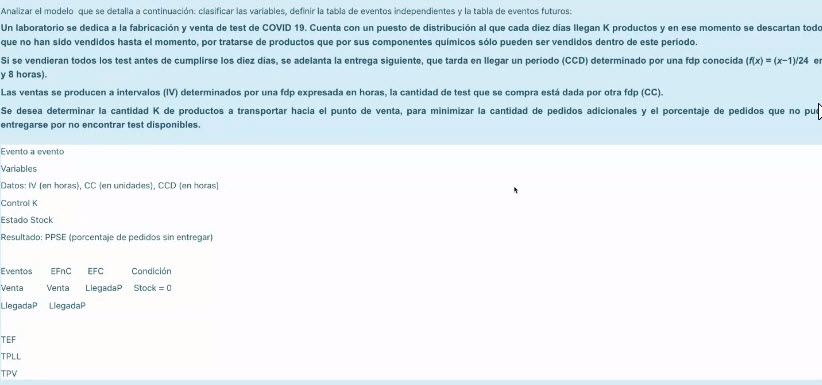 Analizar el modelo que se detalla a continuación: clasificar las variables, definir la tabla de eventos independientes y la tabla de eventos futuros:
Un laboratorio se dedica a la fabricación y venta de test de COVID 19. Cuenta con un puesto de distribución al que cada diez días llegan K productos y en ese momento se descartan todo
que no han sido vendidos hasta el momento, por tratarse de productos que por sus componentes químicos sólo pueden ser vendidos dentro de este período.
Si se vendieran todos los test antes de cumplirse los diez días, se adelanta la entrega siguiente, que tarda en llegar un período (CCD) determinado por una fdp conocida (f(x) = (x−1)/24 en
y 8 horas).
Las ventas se producen a intervalos (IV) determinados por una fdp expresada en horas, la cantidad de test que se compra está dada por otra fdp (CC).
Se desea determinar la cantidad K de productos a transportar hacia el punto de venta, para minimizar la cantidad de pedidos adicionales y el porcentaje de pedidos que no pu
entregarse por no encontrar test disponibles.
Evento a evento
Variables
Datos: IV (en horas), CC (en unidades), CCD (en horas)
Control K
Estado Stock
Resultado: PPSE (porcentaje de pedidos sin entregar)
Eventos EFnC EFC Condición
Venta Venta LlegadaP Stock = 0
LlegadaP LlegadaP
TEF
TPLL
TPV